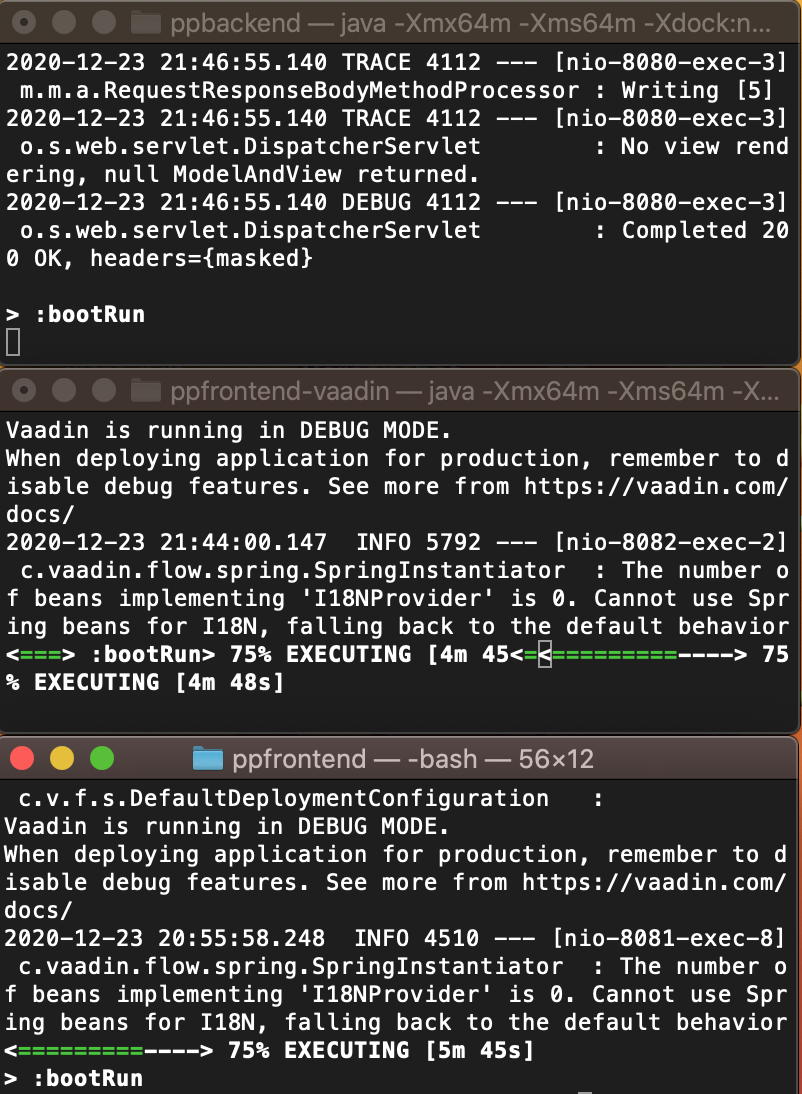 ppbackend — java -Xmx64m -Xms64m -Xdock:n...
2020-12-23 21:46:55.140 TRACE 4112 --- [nio-8080-exec-3]
m.m.a.RequestResponseBodyMethodProcessor : Writing [5]
2020-12-23 21:46:55.140 TRACE 4112 --- [nio-8080-exec-3]
o.s.web.servlet.DispatcherServlet        : No view rend
ering, null ModelAndView returned.
2020-12-23 21:46:55.140 DEBUG 4112 --- [nio-8080-exec-3]
o.s.web.servlet.DispatcherServlet        : Completed 20
0 OK, headers={masked}
> :bootRun
ppfrontend-vaadin — java -Xmx64m -Xms64m -X...
Vaadin is running in DEBUG MODE.
When deploying application for production, remember to d
isable debug features. See more from https://vaadin.com/
docs/
2020-12-23 21:44:00.147  INFO 5792 --- [nio-8082-exec-2]
c.vaadin.flow.spring.SpringInstantiator  : The number o
f beans implementing 'I18NProvider' is 0. Cannot use Spr
ing beans for I18N, falling back to the default behavior
<===> :bootRun> 75% EXECUTING [4m 45<=<=========----> 75
% EXECUTING [4m 48s]
ppfrontend — -bash — 56×12
c.v.f.s.DefaultDeploymentConfiguration   :
Vaadin is running in DEBUG MODE.
When deploying application for production, remember to d
isable debug features. See more from https://vaadin.com/
docs/
2020-12-23 20:55:58.248  INFO 4510 --- [nio-8081-exec-8]
c.vaadin.flow.spring.SpringInstantiator  : The number o
f beans implementing 'I18NProvider' is 0. Cannot use Spr
ing beans for I18N, falling back to the default behavior
<=========----> 75% EXECUTING [5m 45s]
> :bootRun